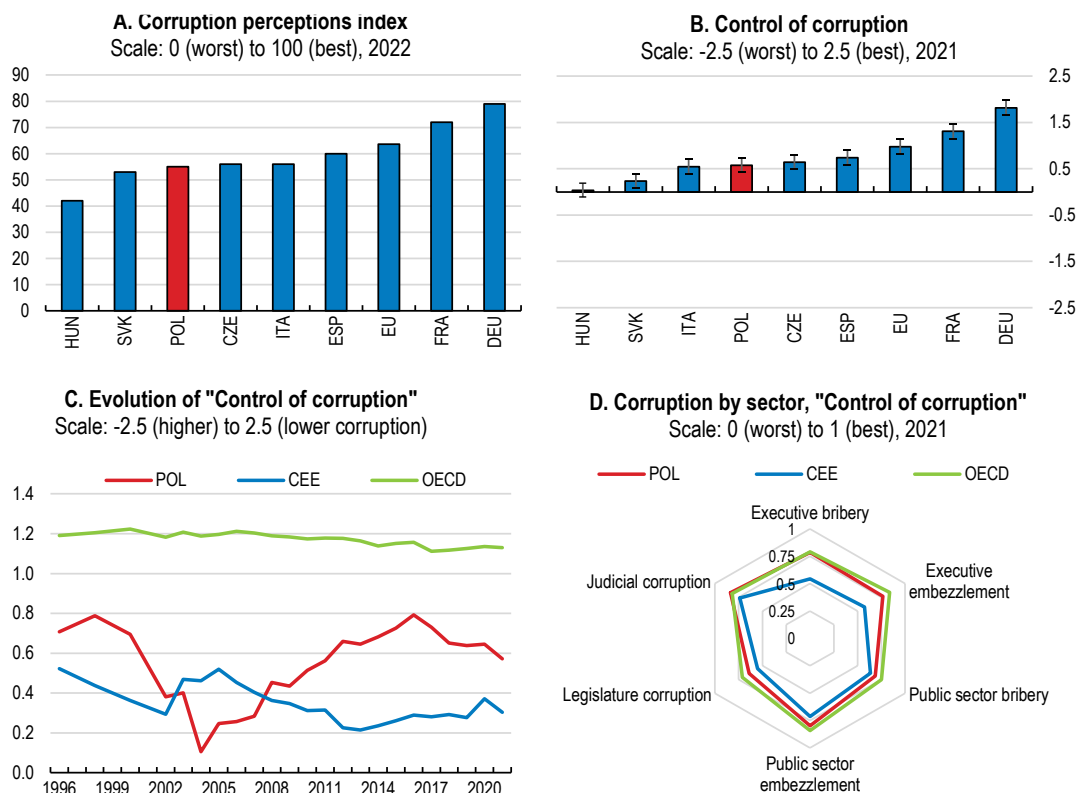 A. Corruption perceptions index
Scale: 0 (worst) to 100 (best), 2022
90
80
70
60
50
40
30
20
10
0
HUN
SVK
POL
CZE
ITA
ESP
EU
FRA
DEU
B. Control of corruption
Scale: -2.5 (worst) to 2.5 (best), 2021
2.5
1.5
0.5
-0.5
-1.5
-2.5
HUN
SVK
ITA
POL
CZE
ESP
EU
FRA
DEU
C. Evolution of "Control of corruption"
Scale: -2.5 (higher) to 2.5 (lower corruption)
POL CEE OECD
1.4
1.2
1.0
0.8
0.6
0.4
0.2
0.0
1996 1999 2002 2005 2008 2011 2014 2017 2020
D. Corruption by sector, "Control of corruption"
Scale: 0 (worst) to 1 (best), 2021
POL CEE OECD
Executive bribery
1
0.75
0.5
0.25
0
Executive
embezzlement
Public sector bribery
Public sector
embezzlement
Legislature corruption
Judicial corruption